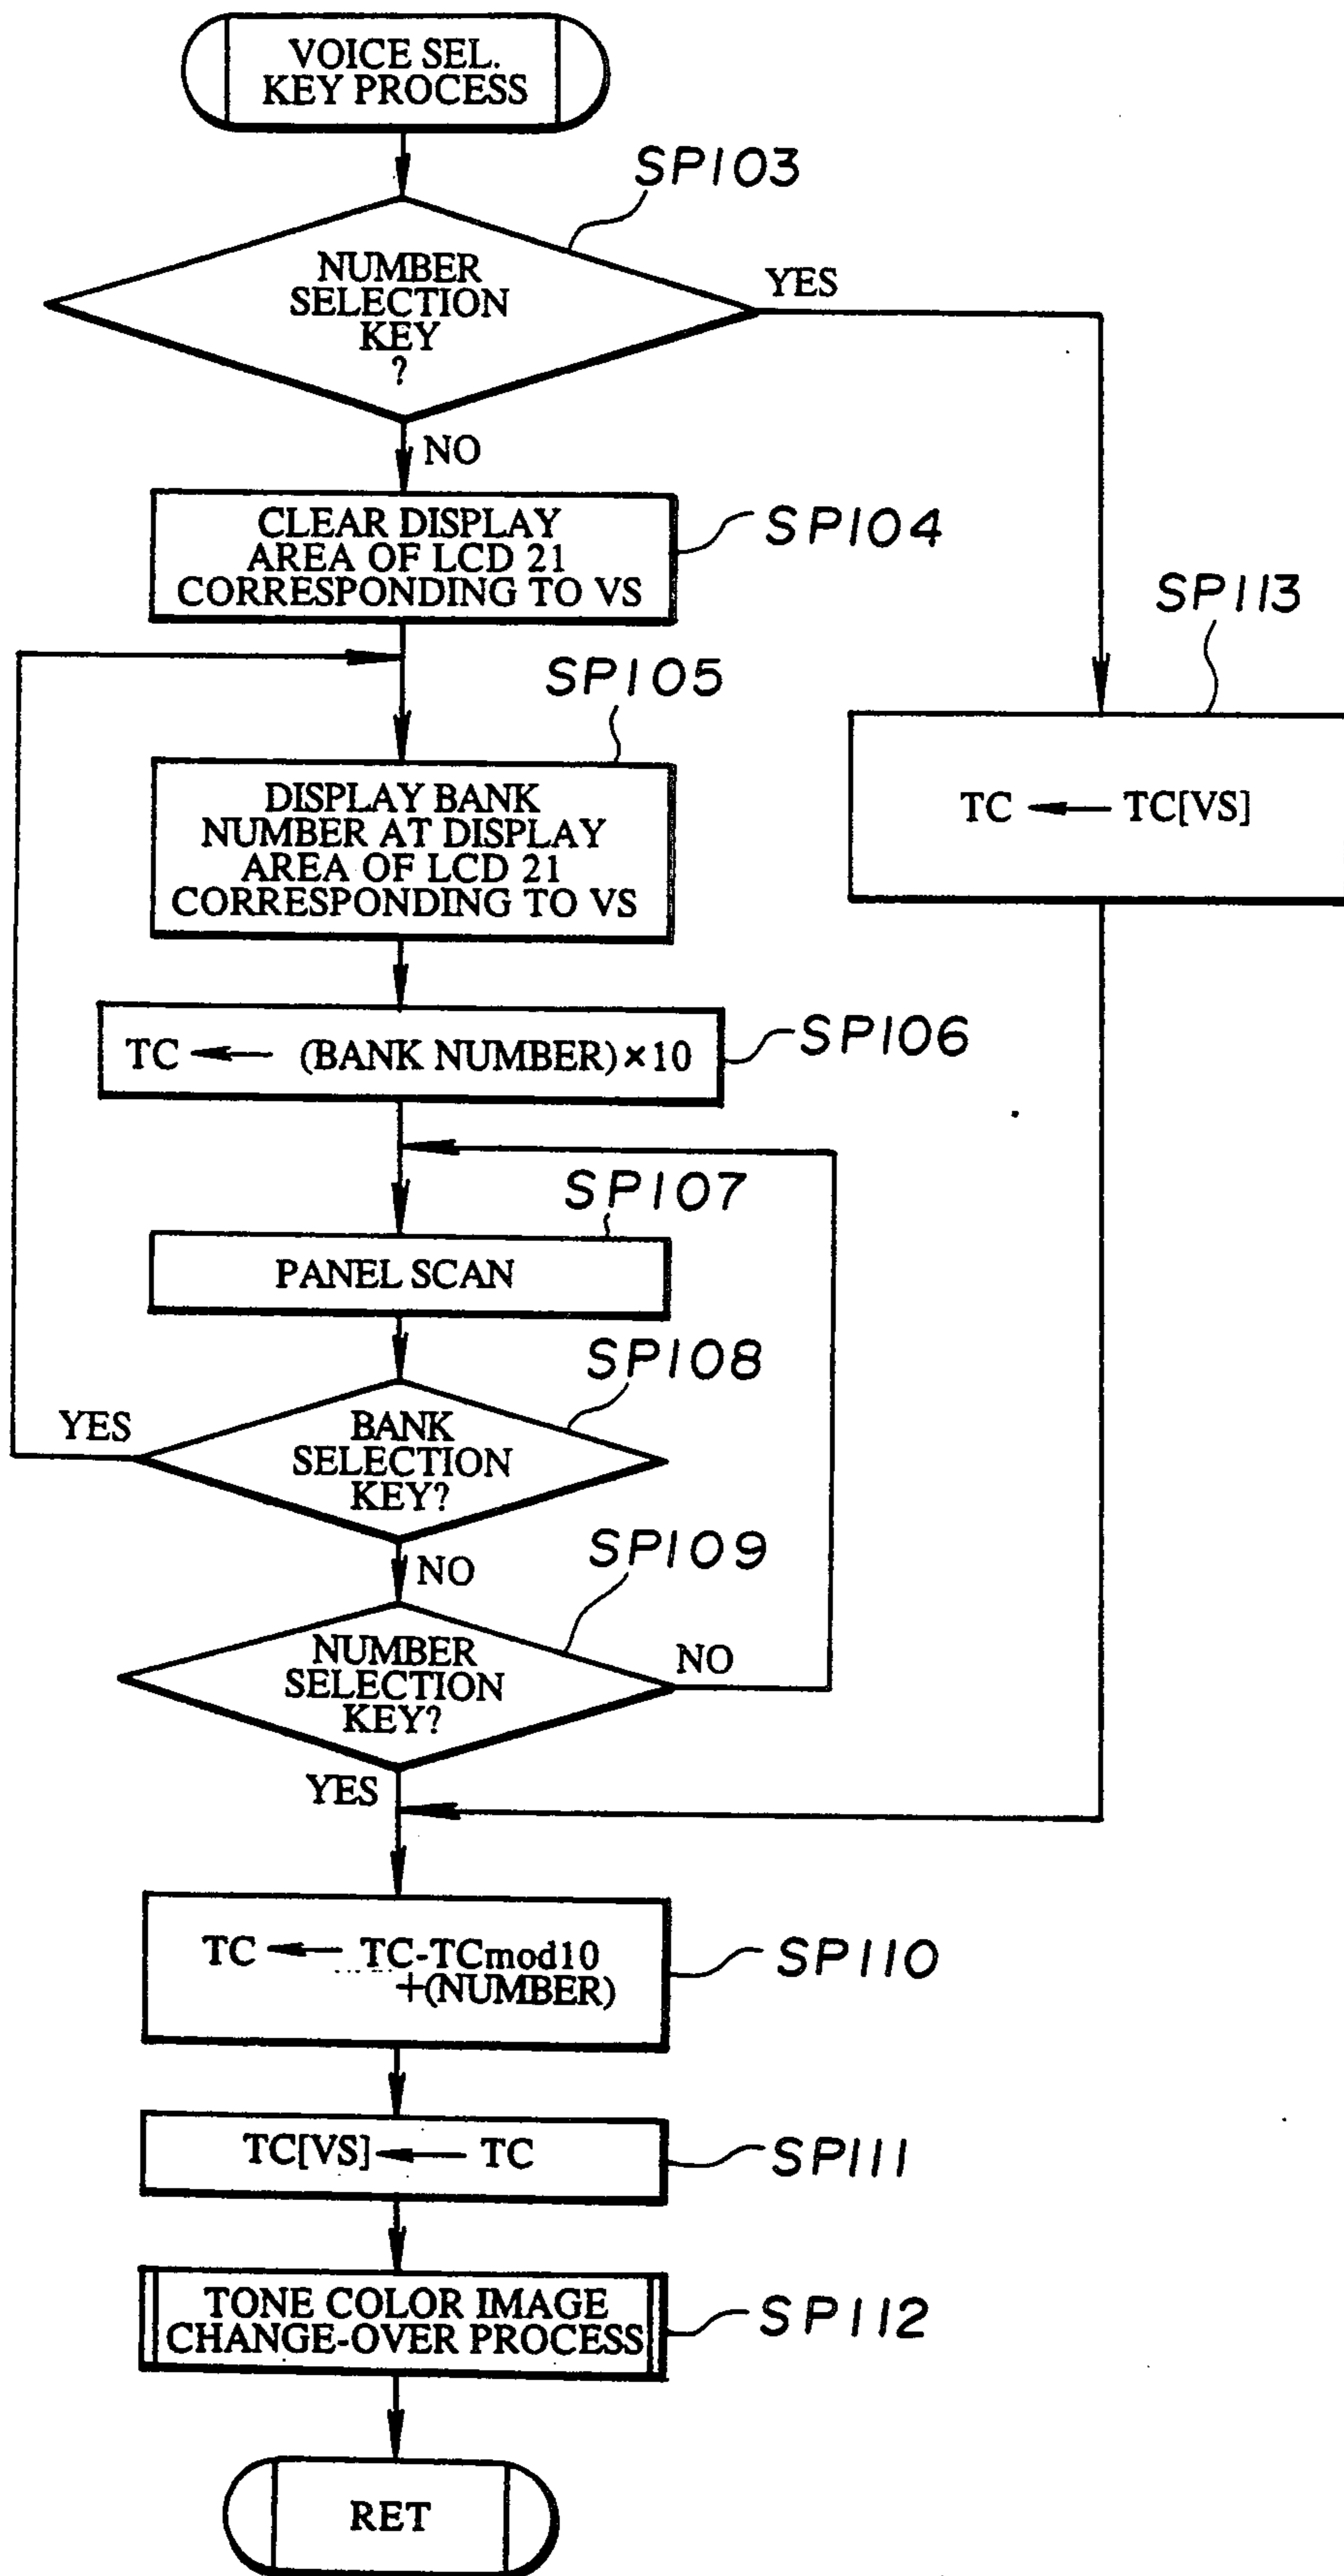 VOICE SEL.
KEY PROCESS
SP103
NUMBER
SELECTION
KEY
?
YES
NO
CLEAR DISPLAY
AREA OF LCD 21
CORRESPONDING TO VS
SP104
SP113
TC ← TC[VS]
SP105
DISPLAY BANK
NUMBER AT DISPLAY
AREA OF LCD 21
CORRESPONDING TO VS
TC ← (BANK NUMBER)×10
SP106
SP107
PANEL SCAN
SP108
YES
BANK
SELECTION
KEY?
NO
SP109
NUMBER
SELECTION
KEY?
NO
YES
TC ← TC-TCmod10
+(NUMBER)
SP110
TC[VS] ← TC
SP111
TONE COLOR IMAGE
CHANGE-OVER PROCESS
SP112
RET